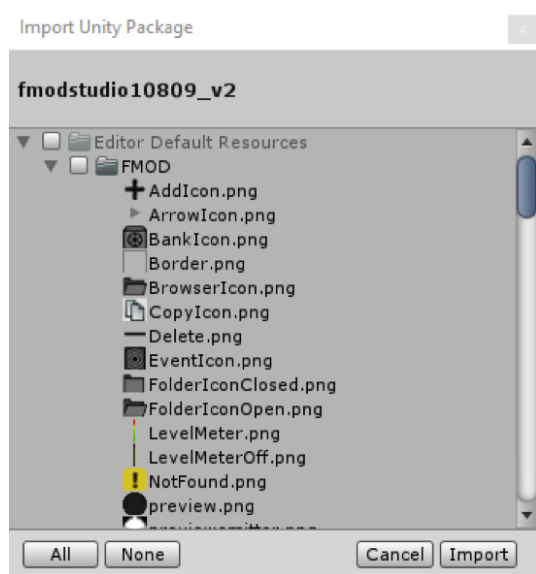 Import Unity Package
x
fmodstudio10809_v2
Editor Default Resources
FMOD
AddIcon.png
ArrowIcon.png
BankIcon.png
Border.png
BrowserIcon.png
CopyIcon.png
Delete.png
EventIcon.png
FolderIconClosed.png
FolderIconOpen.png
LevelMeter.png
LevelMeterOff.png
NotFound.png
preview.png
All None Cancel Import